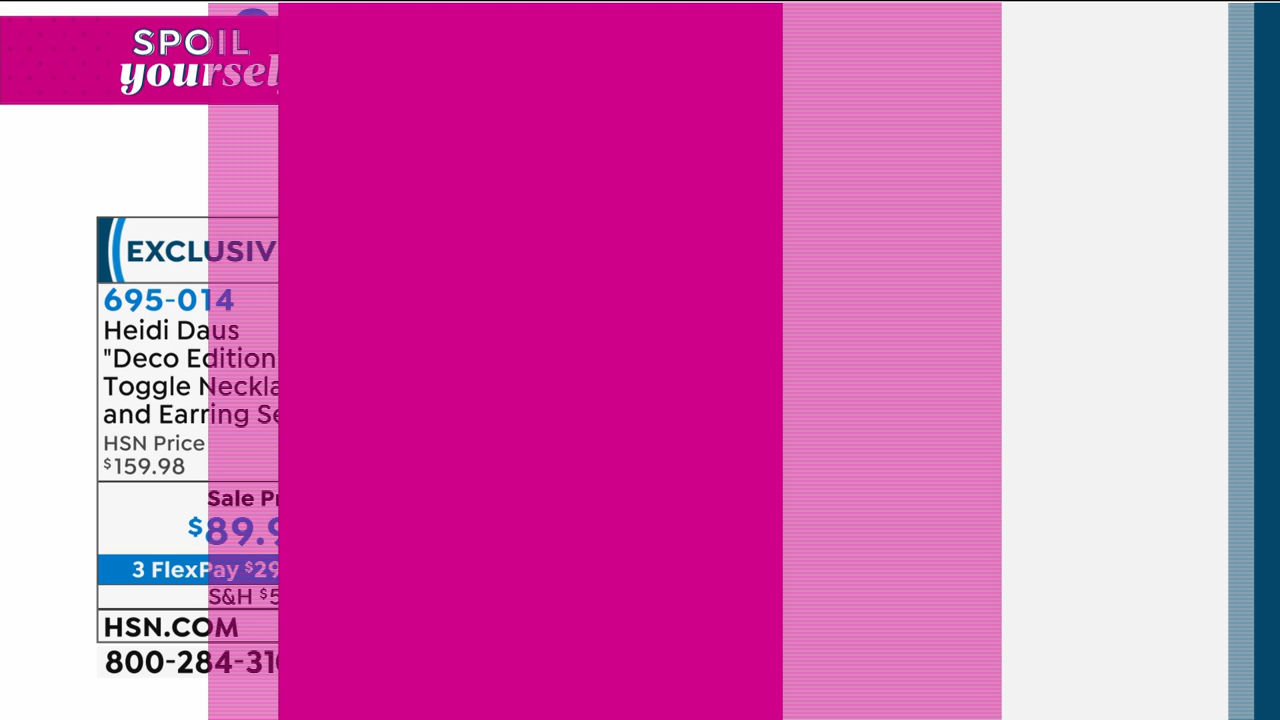 SPOIL
yoursel
EXCLUSIV
695-014
Heidi Daus
"Deco Edition
Toggle Neckla
and Earring Se
HSN Price
$159.98
Sale Pr
$89.9
3 FlexPay $29
S&H $5
HSN.COM
800-284-310